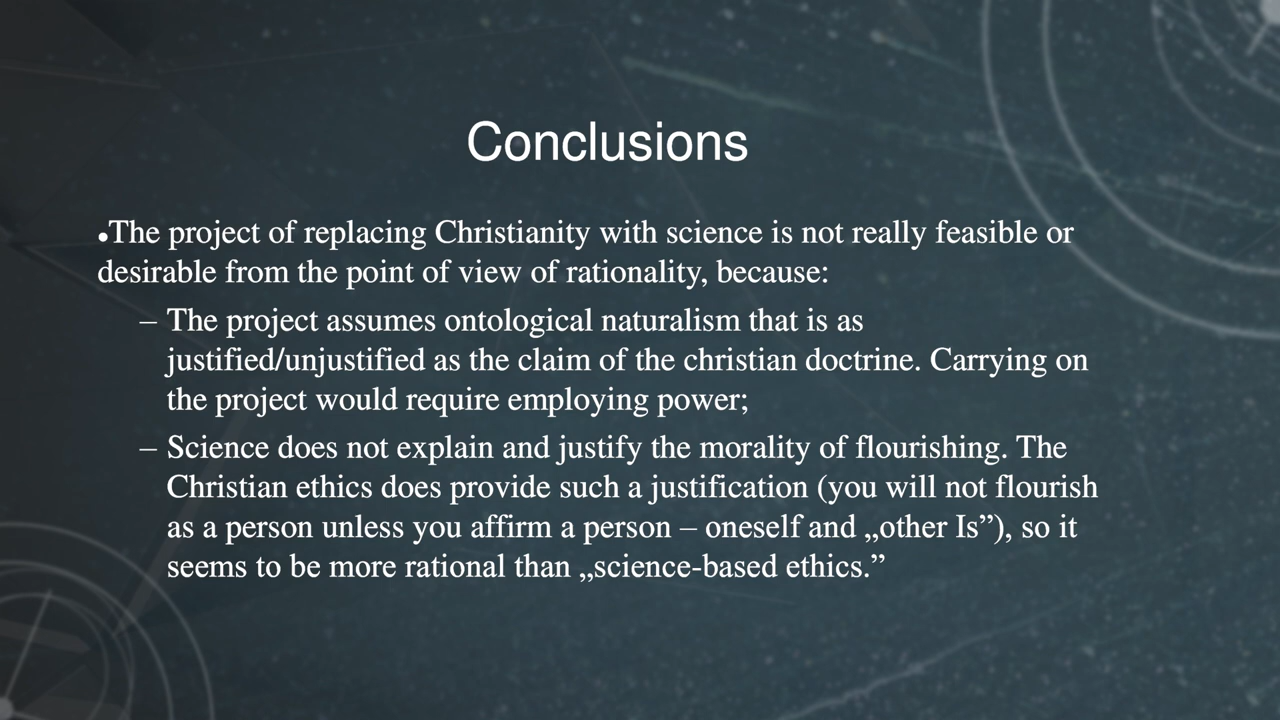 Conclusions
●The project of replacing Christianity with science is not really feasible or
desirable from the point of view of rationality, because:
– The project assumes ontological naturalism that is as
justified/unjustified as the claim of the christian doctrine. Carrying on
the project would require employing power;
– Science does not explain and justify the morality of flourishing. The
Christian ethics does provide such a justification (you will not flourish
as a person unless you affirm a person – oneself and „other Is”), so it
seems to be more rational than „science-based ethics.”